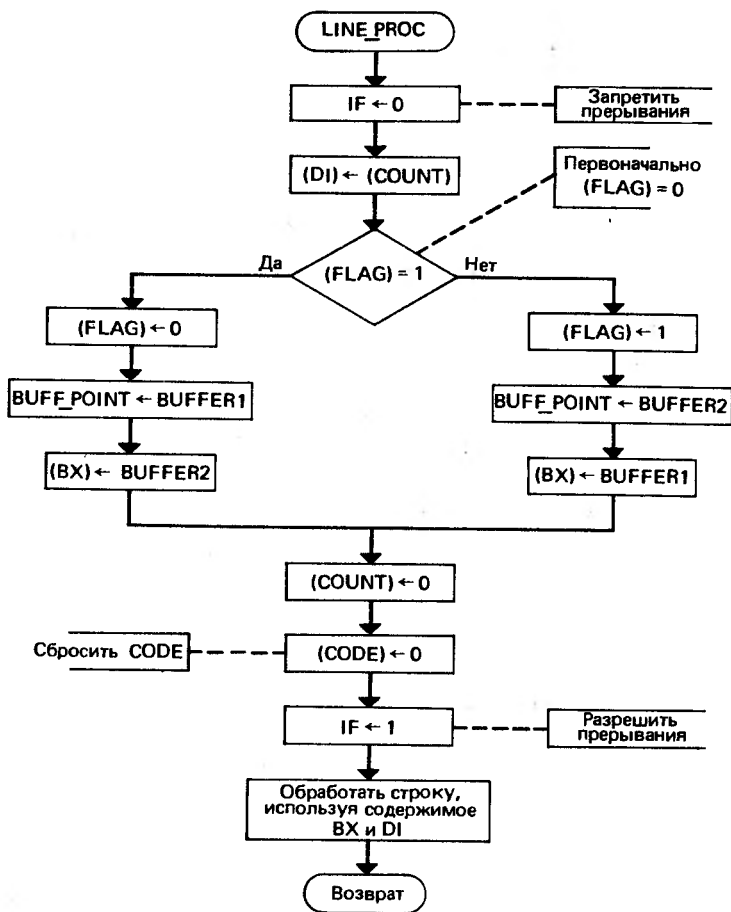 LINE_PROC
IF ← 0
Запретить
прерывания
(DI) ← (COUNT)
Первоначально
(FLAG) = 0
Да
(FLAG) = 1
Нет
(FLAG) ← 0
(FLAG) ← 1
BUFF_POINT ← BUFFER1
BUFF_POINT ← BUFFER2
(BX) ← BUFFER2
(BX) ← BUFFER1
(COUNT) ← 0
Сбросить CODE
(CODE) ← 0
IF ← 1
Разрешить
прерывания
Обработать строку,
используя содержимое
BX и DI
Возврат